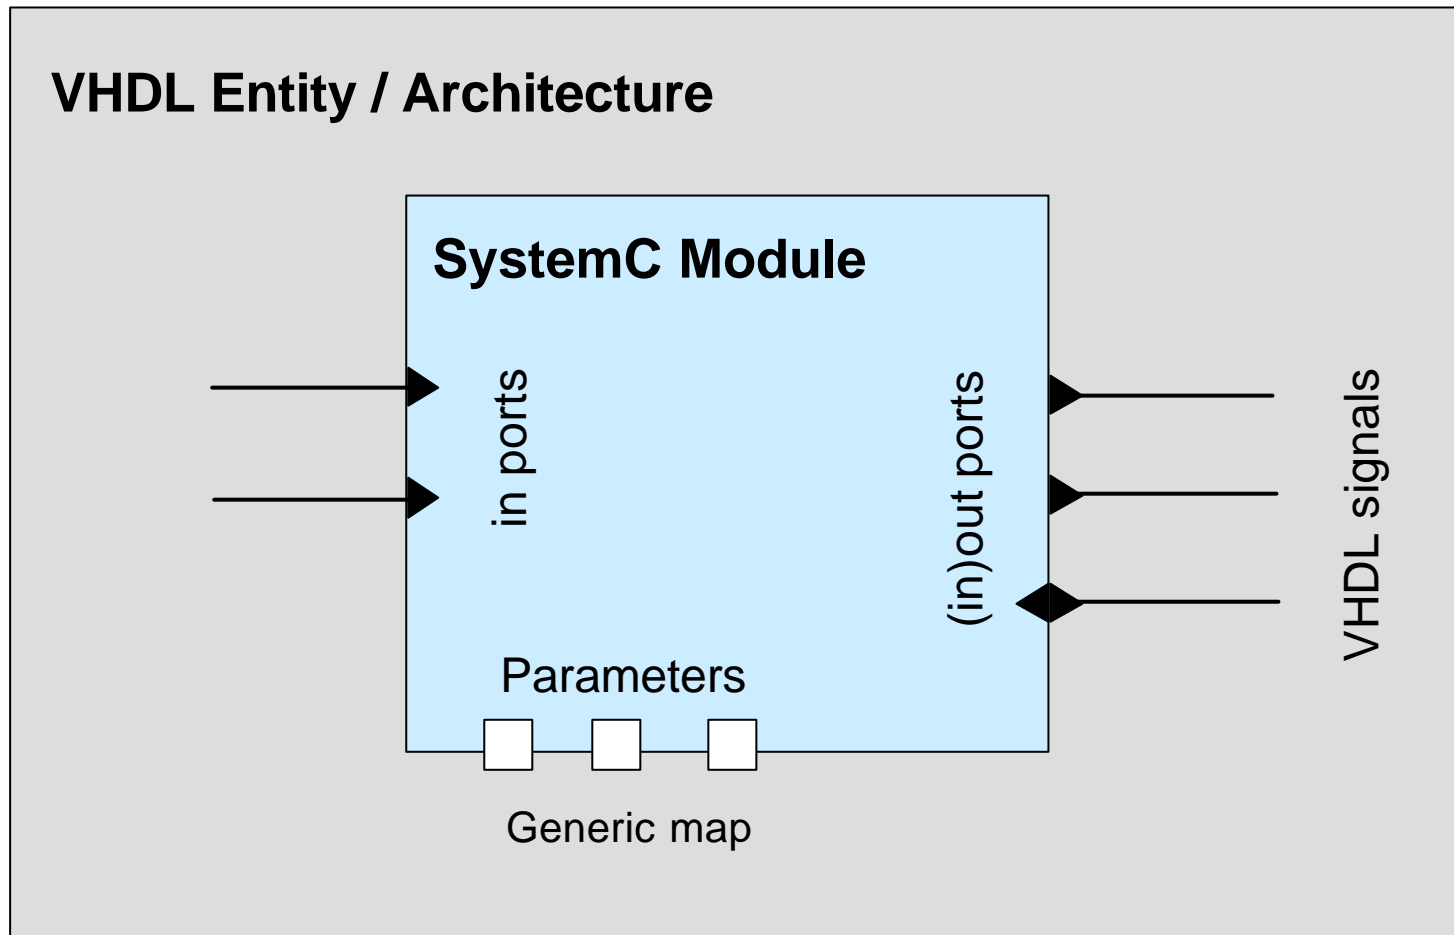 VHDL Entity / Architecture
SystemC Module
in ports
(in)out ports
VHDL signals
Parameters
Generic map